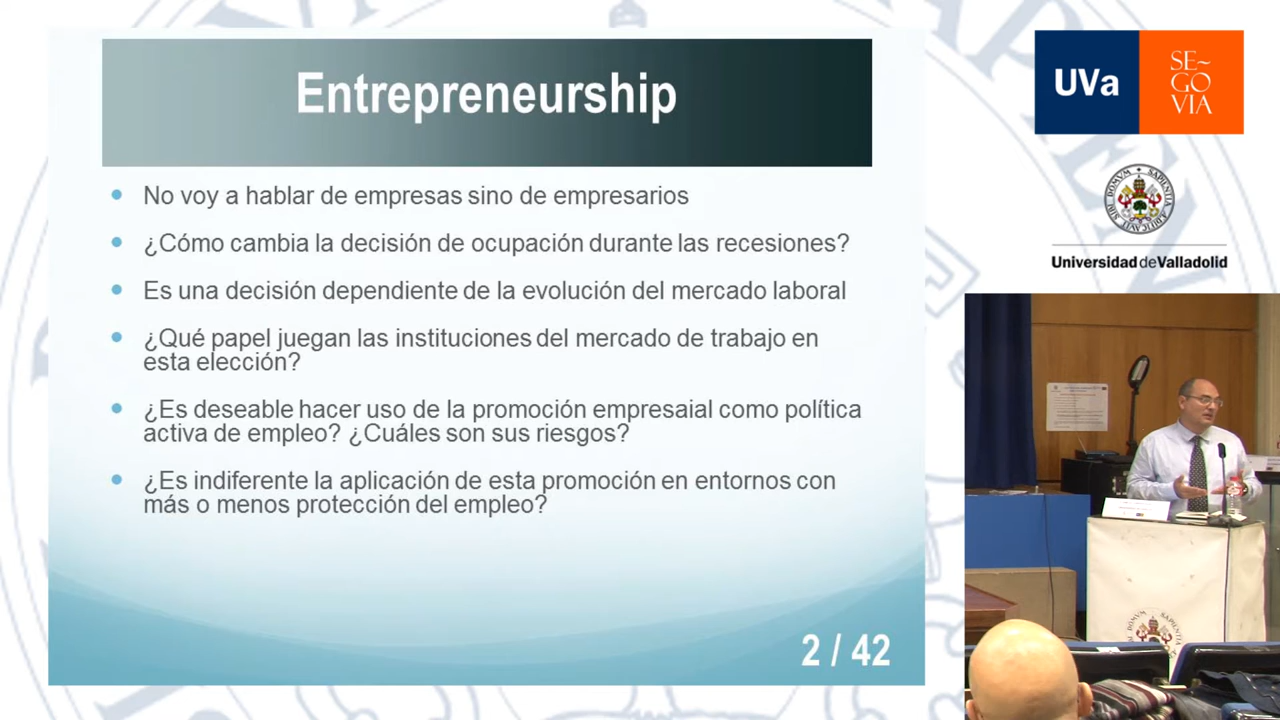 Entrepreneurship
No voy a hablar de empresas sino de empresarios
¿Cómo cambia la decisión de ocupación durante las recesiones?
Es una decisión dependiente de la evolución del mercado laboral
¿Qué papel juegan las instituciones del mercado de trabajo en
esta elección?
¿Es deseable hacer uso de la promoción empresaial como política
activa de empleo? ¿Cuáles son sus riesgos?
¿Es indiferente la aplicación de esta promoción en entornos con
más o menos protección del empleo?
2 / 42
UVa
SE~
GO
VIA
Universidad de Valladolid